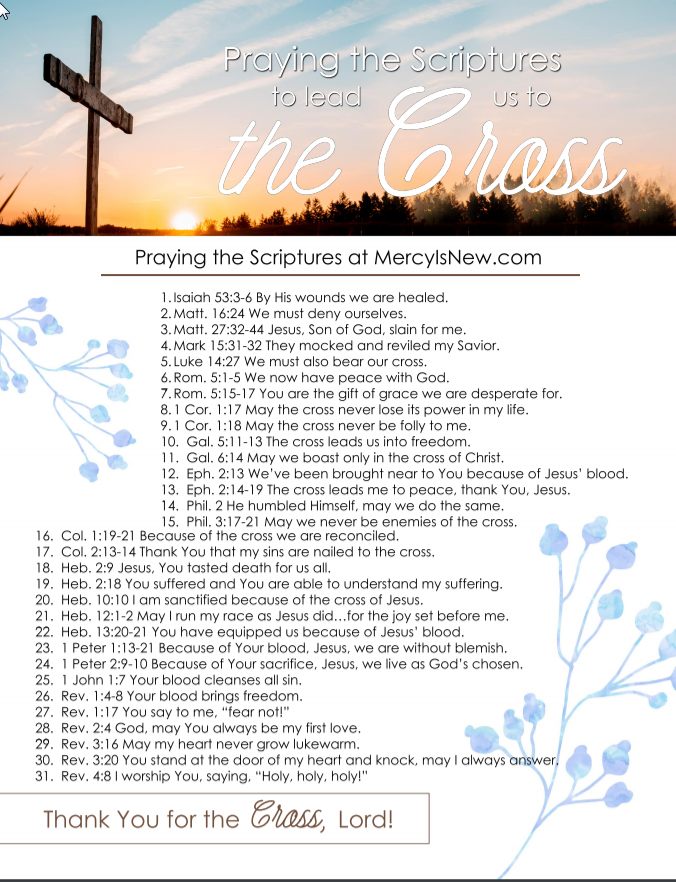 Praying the Scriptures
to lead us to
the Cross
Praying the Scriptures at MercyIsNew.com
1. Isaiah 53:3-6 By His wounds we are healed.
2. Matt. 16:24 We must deny ourselves.
3. Matt. 27:32-44 Jesus, Son of God, slain for me.
4. Mark 15:31-32 They mocked and reviled my Savior.
5. Luke 14:27 We must also bear our cross.
6. Rom. 5:1-5 We now have peace with God.
7. Rom. 5:15-17 You are the gift of grace we are desperate for.
8. 1 Cor. 1:17 May the cross never lose its power in my life.
9. 1 Cor. 1:18 May the cross never be folly to me.
10. Gal. 5:11-13 The cross leads us into freedom.
11. Gal. 6:14 May we boast only in the cross of Christ.
12. Eph. 2:13 We've been brought near to You because of Jesus' blood.
13. Eph. 2:14-19 The cross leads me to peace, thank You, Jesus.
14. Phil. 2 He humbled Himself, may we do the same.
15. Phil. 3:17-21 May we never be enemies of the cross.
16. Col. 1:19-21 Because of the cross we are reconciled.
17. Col. 2:13-14 Thank You that my sins are nailed to the cross.
18. Heb. 2:9 Jesus, You tasted death for us all.
19. Heb. 2:18 You suffered and You are able to understand my suffering.
20. Heb. 10:10 I am sanctified because of the cross of Jesus.
21. Heb. 12:1-2 May I run my race as Jesus did...for the joy set before me.
22. Heb. 13:20-21 You have equipped us because of Jesus' blood.
23. 1 Peter 1:13-21 Because of Your blood, Jesus, we are without blemish.
24. 1 Peter 2:9-10 Because of Your sacrifice, Jesus, we live as God's chosen.
25. 1 John 1:7 Your blood cleanses all sin.
26. Rev. 1:4-8 Your blood brings freedom.
27. Rev. 1:17 You say to me, "fear not!"
28. Rev. 2:4 God, may You always be my first love.
29. Rev. 3:16 May my heart never grow lukewarm.
30. Rev. 3:20 You stand at the door of my heart and knock, may I always answer.
31. Rev. 4:8 I worship You, saying, "Holy, holy, holy!"
Thank You for the Cross, Lord!